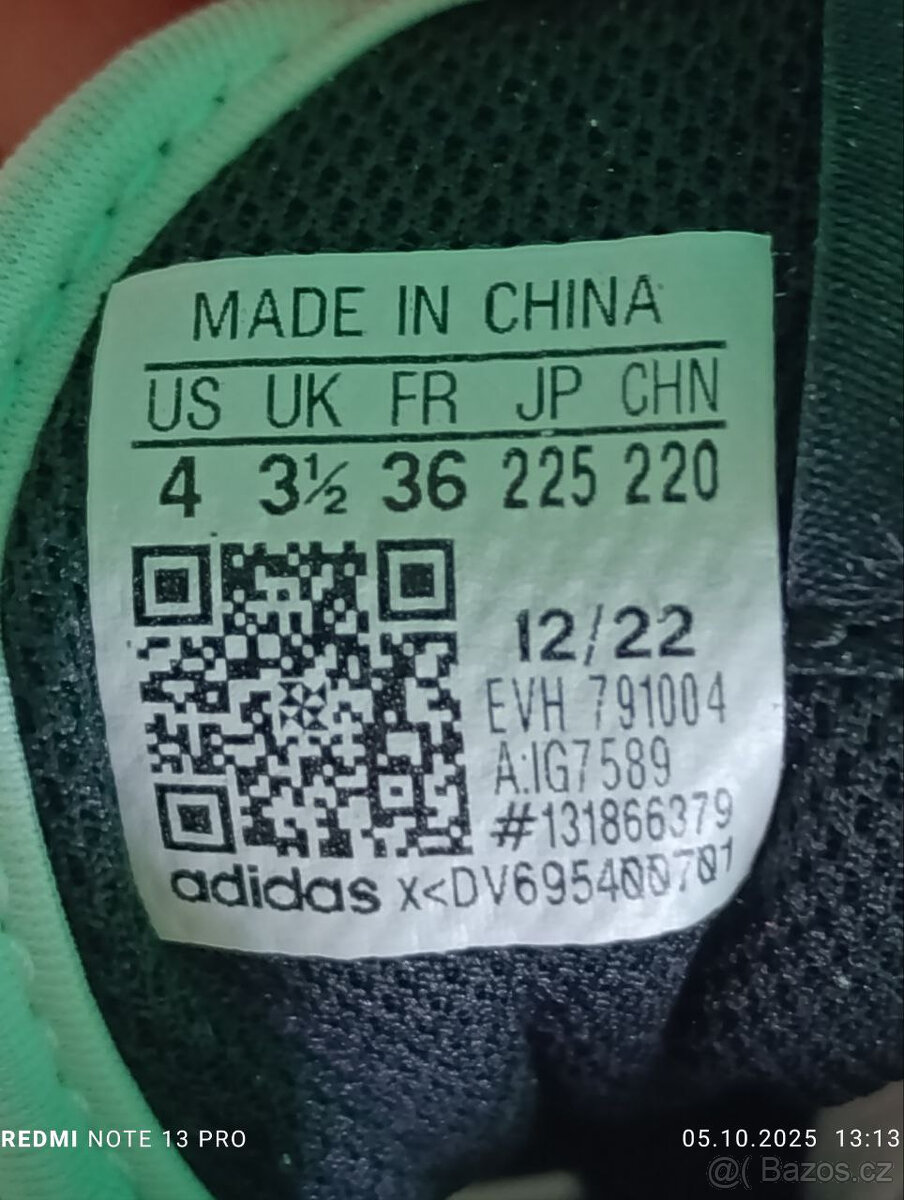 MADE IN CHINA
US UK FR JP CHN
4 3½ 36 225 220
12/22
EVH 791004
A:IG7589
#131866379
adidas X<DV695400701
REDMI NOTE 13 PRO
05.10.2025 13:13
@( Bazos.cz